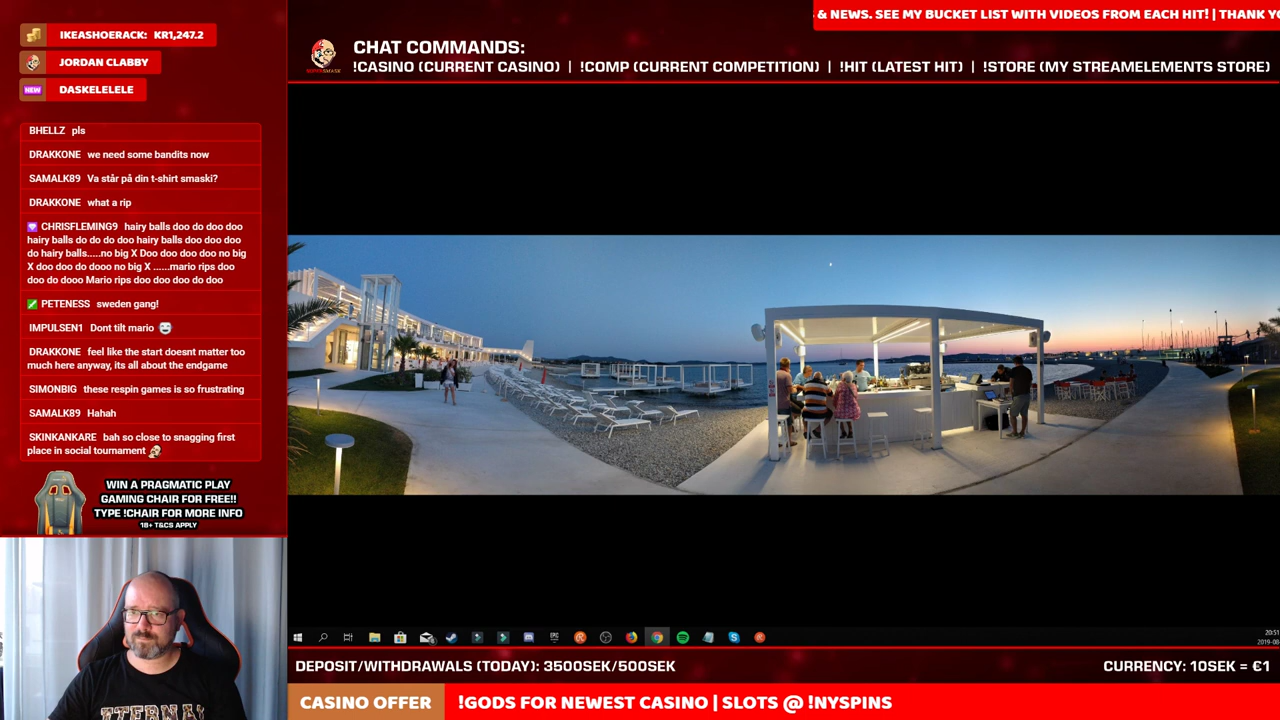 IKEASHOERACK: KR1,247.2
JORDAN CLABBY
NEW DASKELELELE
BHELLZ pls
DRAKKONE we need some bandits now
SAMALK89 Va står på din t-shirt smaski?
DRAKKONE what a rip
CHRISFLEMING9 hairy balls doo do doo doo
hairy balls do do do doo hairy balls doo doo doo
do hairy balls.....no big X Doo doo doo doo no big
X doo doo do dooo no big X ......mario rips doo
doo do dooo Mario rips doo doo doo do doo
PETENESS sweden gang!
IMPULSEN1 Dont tilt mario
DRAKKONE feel like the start doesnt matter too
much here anyway, its all about the endgame
SIMONBIG these respin games is so frustrating
SAMALK89 Hahah
SKINKANKARE bah so close to snagging first
place in social tournament
WIN A PRAGMATIC PLAY
GAMING CHAIR FOR FREE!!
TYPE !CHAIR FOR MORE INFO
18+ T&CS APPLY
& NEWS. SEE MY BUCKET LIST WITH VIDEOS FROM EACH HIT! | THANK YO
CHAT COMMANDS:
!CASINO (CURRENT CASINO) | !COMP (CURRENT COMPETITION) | !HIT (LATEST HIT) | !STORE (MY STREAMELEMENTS STORE)
20:51
2019-08
DEPOSIT/WITHDRAWALS (TODAY): 3500SEK/500SEK
CURRENCY: 10SEK = €1
CASINO OFFER
!GODS FOR NEWEST CASINO | SLOTS @ !NYSPINS